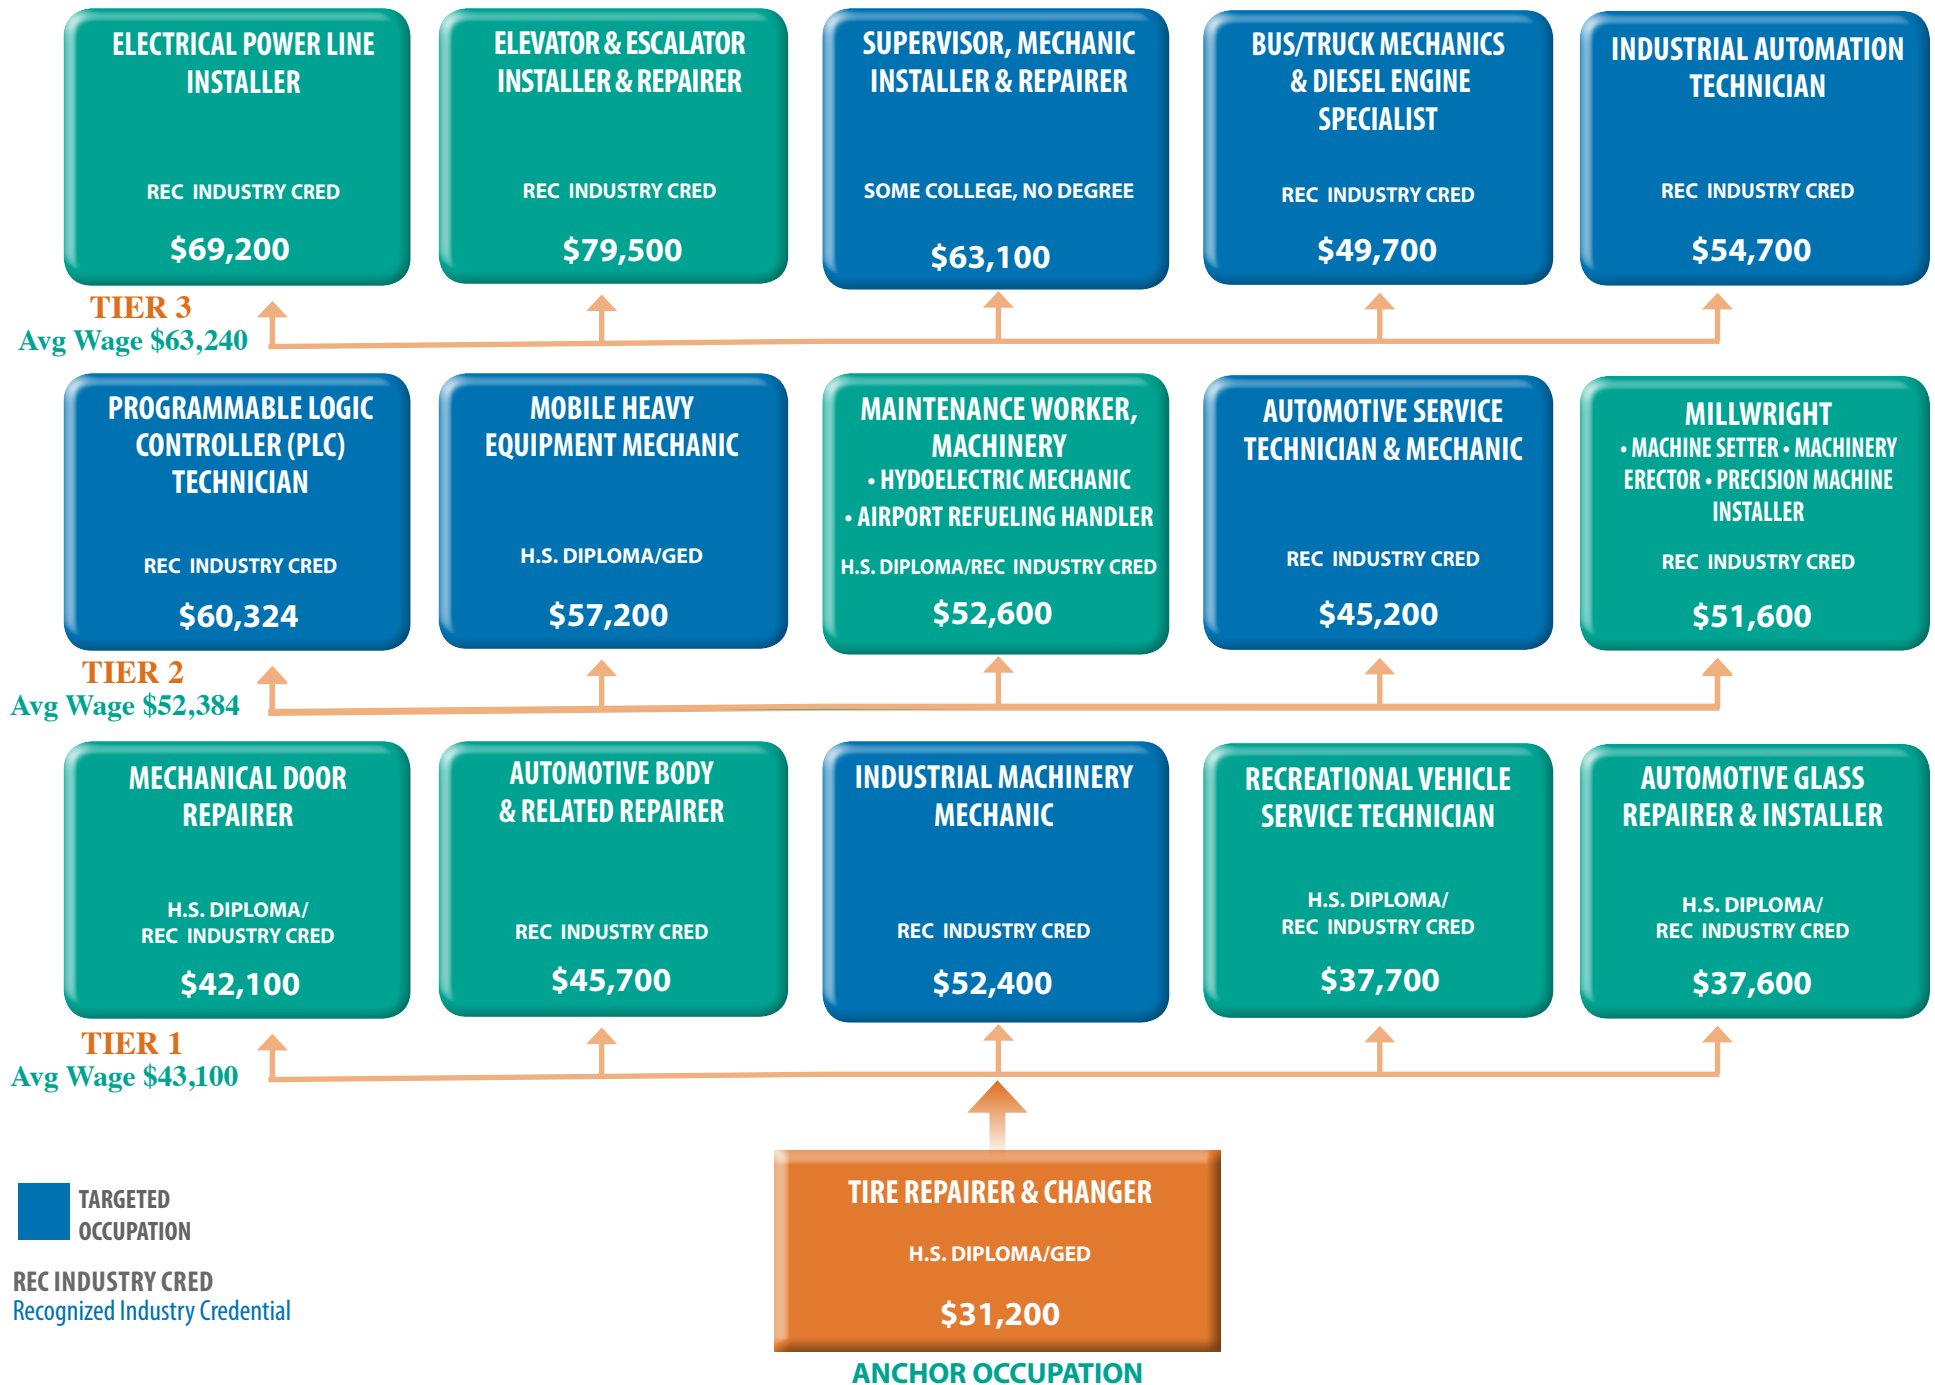 ELECTRICAL POWER LINE
INSTALLER
REC INDUSTRY CRED
$69,200
ELEVATOR & ESCALATOR
INSTALLER & REPAIRER
REC INDUSTRY CRED
$79,500
SUPERVISOR, MECHANIC
INSTALLER & REPAIRER
SOME COLLEGE, NO DEGREE
$63,100
BUS/TRUCK MECHANICS
& DIESEL ENGINE
SPECIALIST
REC INDUSTRY CRED
$49,700
INDUSTRIAL AUTOMATION
TECHNICIAN
REC INDUSTRY CRED
$54,700
TIER 3
Avg Wage $63,240
PROGRAMMABLE LOGIC
CONTROLLER (PLC)
TECHNICIAN
REC INDUSTRY CRED
$60,324
MOBILE HEAVY
EQUIPMENT MECHANIC
H.S. DIPLOMA/GED
$57,200
MAINTENANCE WORKER,
MACHINERY
• HYDOELECTRIC MECHANIC
• AIRPORT REFUELING HANDLER
H.S. DIPLOMA/REC INDUSTRY CRED
$52,600
AUTOMOTIVE SERVICE
TECHNICIAN & MECHANIC
REC INDUSTRY CRED
$45,200
MILLWRIGHT
• MACHINE SETTER • MACHINERY
ERECTOR • PRECISION MACHINE
INSTALLER
REC INDUSTRY CRED
$51,600
TIER 2
Avg Wage $52,384
MECHANICAL DOOR
REPAIRER
H.S. DIPLOMA/
REC INDUSTRY CRED
$42,100
AUTOMOTIVE BODY
& RELATED REPAIRER
REC INDUSTRY CRED
$45,700
INDUSTRIAL MACHINERY
MECHANIC
REC INDUSTRY CRED
$52,400
RECREATIONAL VEHICLE
SERVICE TECHNICIAN
H.S. DIPLOMA/
REC INDUSTRY CRED
$37,700
AUTOMOTIVE GLASS
REPAIRER & INSTALLER
H.S. DIPLOMA/
REC INDUSTRY CRED
$37,600
TIER 1
Avg Wage $43,100
TIRE REPAIRER & CHANGER
H.S. DIPLOMA/GED
$31,200
ANCHOR OCCUPATION
TARGETED
OCCUPATION
REC INDUSTRY CRED
Recognized Industry Credential